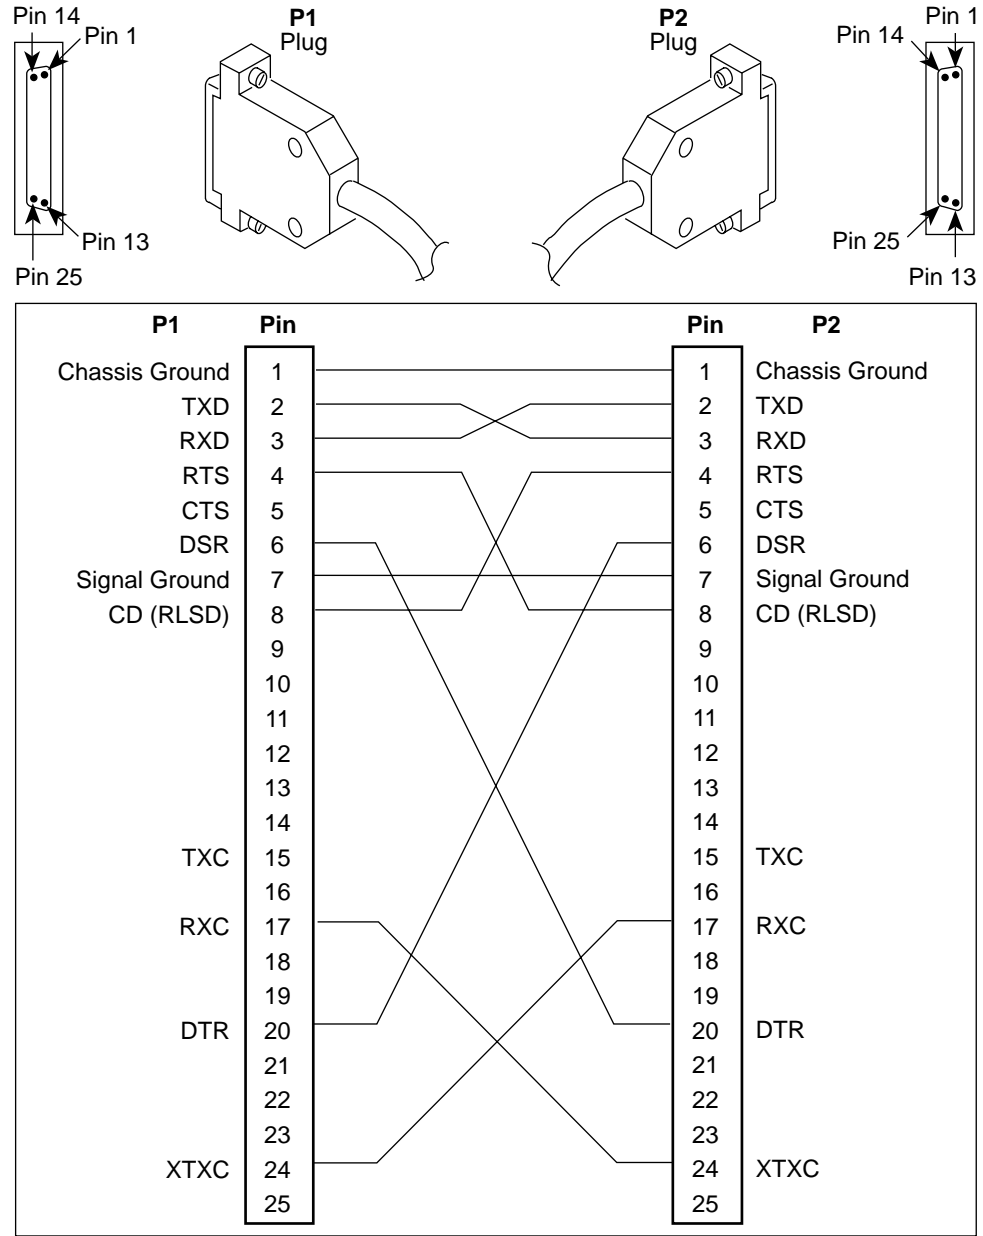 Pin 14
Pin 1
P1
Plug
P2
Plug
Pin 14
Pin 1
Pin 13
Pin 25
Pin 25
Pin 13
P1 Pin Pin P2
Chassis Ground 1 1 Chassis Ground
TXD 2 2 TXD
RXD 3 3 RXD
RTS 4 4 RTS
CTS 5 5 CTS
DSR 6 6 DSR
Signal Ground 7 7 Signal Ground
CD (RLSD) 8 8 CD (RLSD)
9 9
10 10
11 11
12 12
13 13
14 14
TXC 15 15 TXC
16 16
RXC 17 17 RXC
18 18
19 19
DTR 20 20 DTR
21 21
22 22
23 23
XTXC 24 24 XTXC
25 25